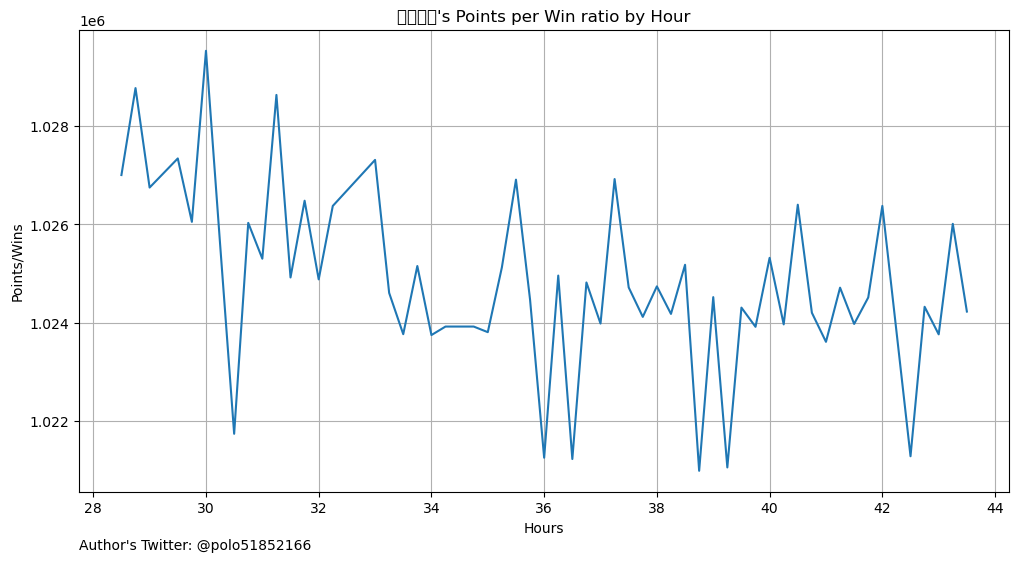 's Points per Win ratio by Hour
1e6
1.028
1.026
1.024
1.022
Points/Wins
28 30 32 34 36 38 40 42 44
Hours
Author's Twitter: @polo51852166